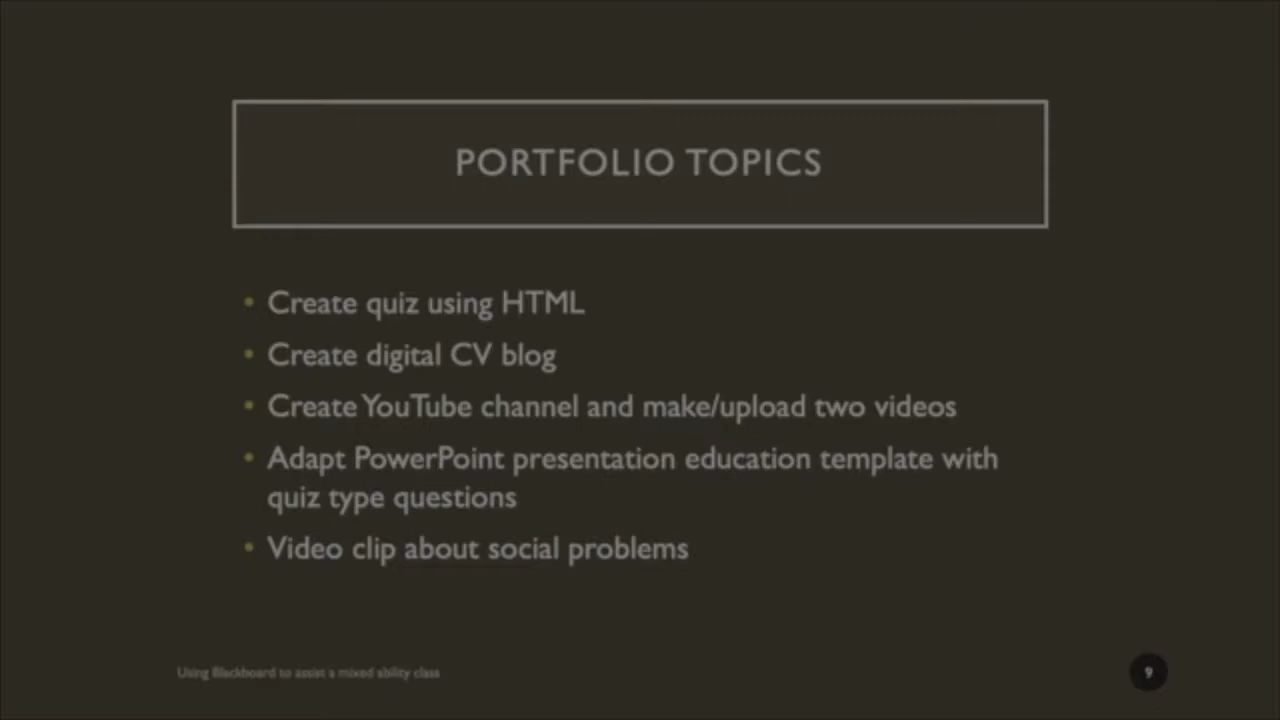 PORTFOLIO TOPICS
• Create quiz using HTML
• Create digital CV blog
• Create YouTube channel and make/upload two videos
• Adapt PowerPoint presentation education template with
quiz type questions
• Video clip about social problems
Using Blackboard to assist a mixed ability class
9